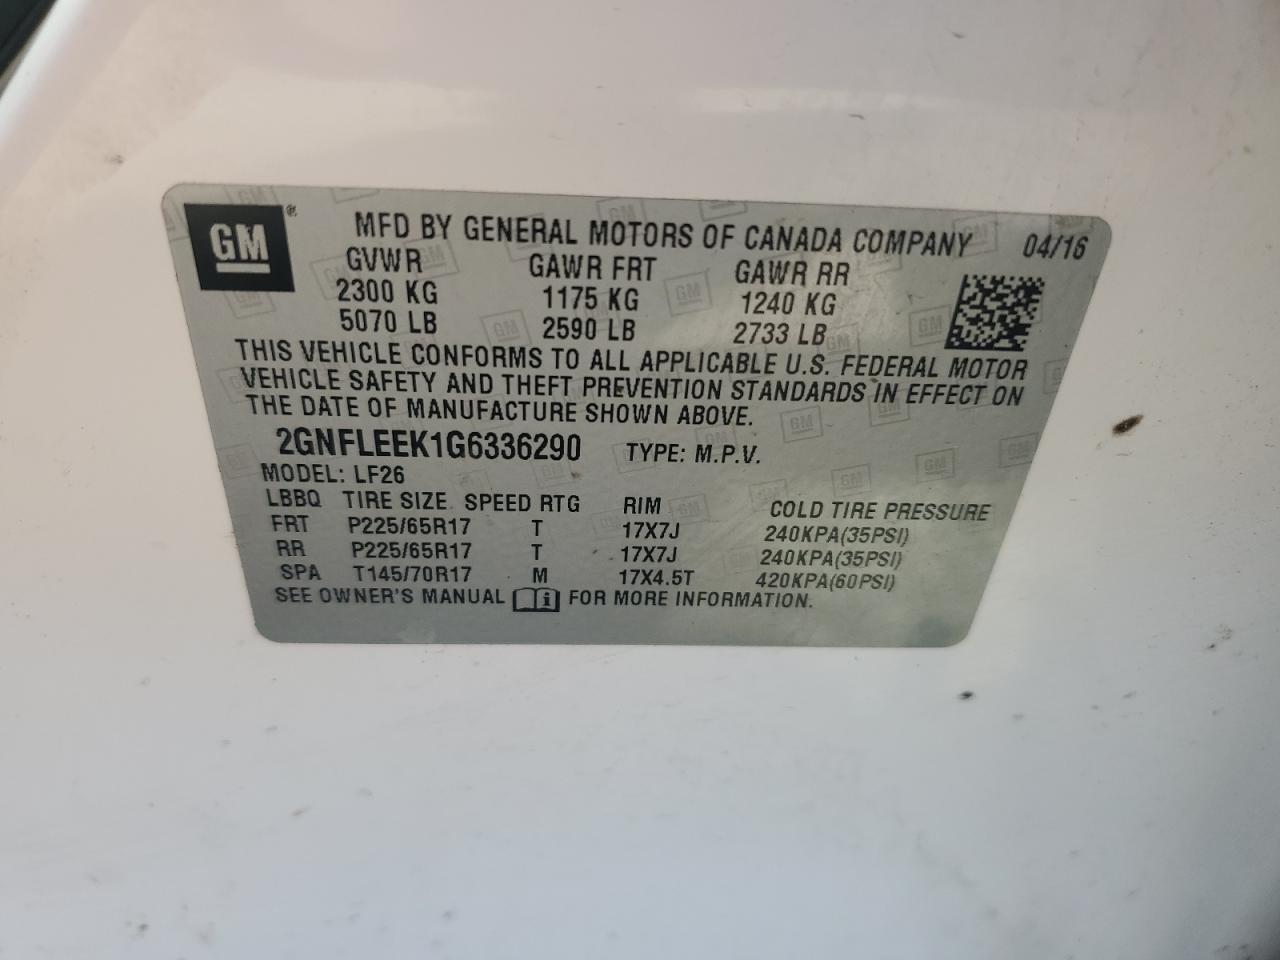 GM ® MFD BY GENERAL MOTORS OF CANADA COMPANY 04/16
GVWR GAWR FRT GAWR RR
2300 KG 1175 KG 1240 KG
5070 LB 2590 LB 2733 LB
THIS VEHICLE CONFORMS TO ALL APPLICABLE U.S. FEDERAL MOTOR
VEHICLE SAFETY AND THEFT PREVENTION STANDARDS IN EFFECT ON
THE DATE OF MANUFACTURE SHOWN ABOVE.
2GNFLEEK1G6336290 TYPE: M.P.V.
MODEL: LF26
LBBQ TIRE SIZE SPEED RTG RIM COLD TIRE PRESSURE
FRT P225/65R17 T 17X7J 240KPA(35PSI)
RR P225/65R17 T 17X7J 240KPA(35PSI)
SPA T145/70R17 M 17X4.5T 420KPA(60PSI)
SEE OWNER'S MANUAL i FOR MORE INFORMATION.